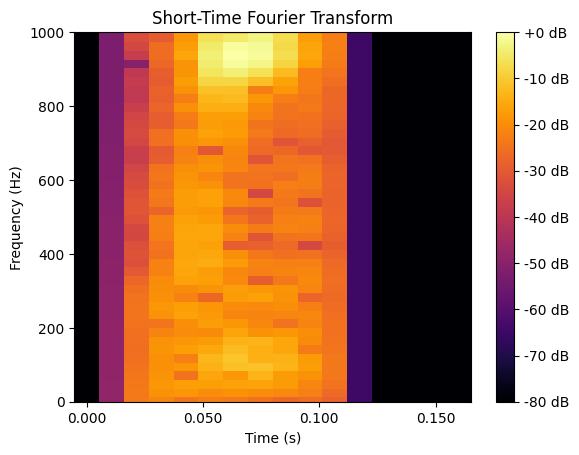 Short-Time Fourier Transform
Frequency (Hz)
1000
800
600
400
200
0
0.000
0.050
0.100
0.150
Time (s)
+0 dB
-10 dB
-20 dB
-30 dB
-40 dB
-50 dB
-60 dB
-70 dB
-80 dB